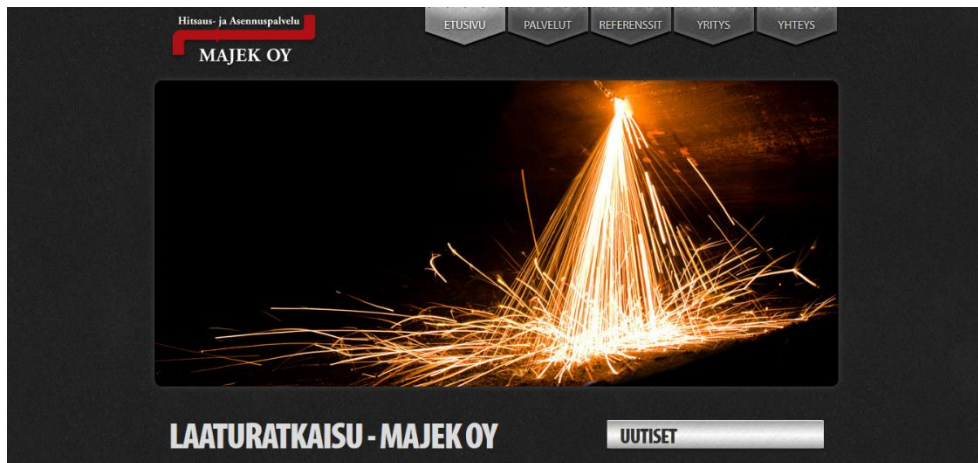 Hitsaus- ja Asennuspalvelu
MAJEK OY
ETUSIVU
PALVELUT
REFERENSSIT
YRITYS
YHTEYS
LAATURATKAISU - MAJEK OY
UUTISET